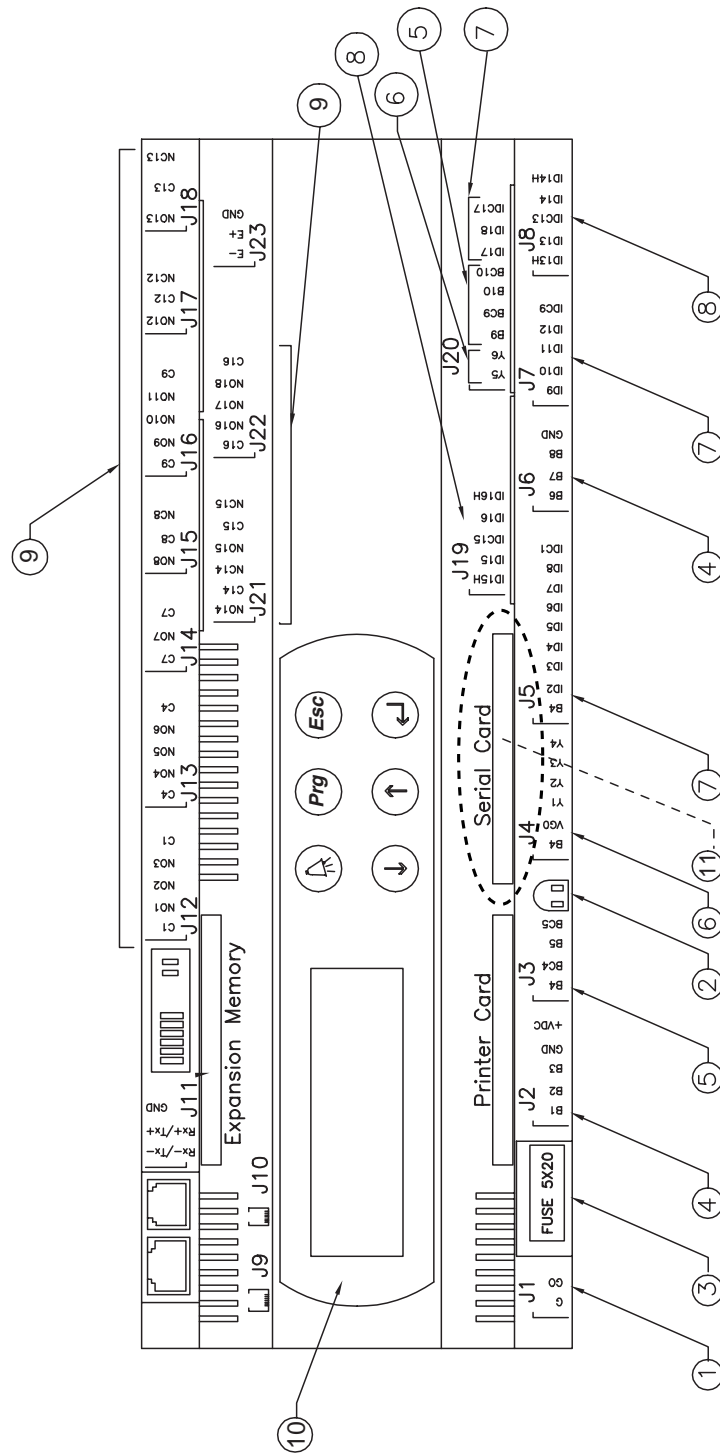 9
Rx-/Tx- Rx+/Tx+ GND
C1 NO1 NO2 NO3 C1
C4 NO4 NO5 NO6 C4
C7 NO7 C7
NO8 C8 NC8
C9 NO9 NO10 NO11 C9
NO12 C12 NC12
NO13 C13 NC13
J11 J12 J13 J14 J15 J16 J17 J18
Expansion Memory
NO14 C14 NC14 NO15 C15 NC15
C16 NO16 NO17 NO18 C16
E- E+ GND
J9 J10 J21 J22 J23
9
10
Prg Esc
8 6 5 7
Printer Card
Serial Card
J19 J20
ID15H ID15 IDC15 ID16 ID16H
Y5 Y6 B9 BC9 B10 BC10 ID17 ID18 IDC17
J1 J2 J3 J4 J5 J6 J7 J8
G G0
FUSE 5X20
B1 B2 B3 GND +VDC
B4 BC4 B5 BC5
B4 VG0 Y1 Y2 Y3 Y4
B4 ID2 ID3 ID4 ID5 ID6 ID7 ID8 IDC1
B6 B7 B8 GND
ID9 ID10 ID11 ID12 IDC9
ID13H ID13 IDC13 ID14 ID14H
1 3 4 5 2 6 11 7 4 7 8